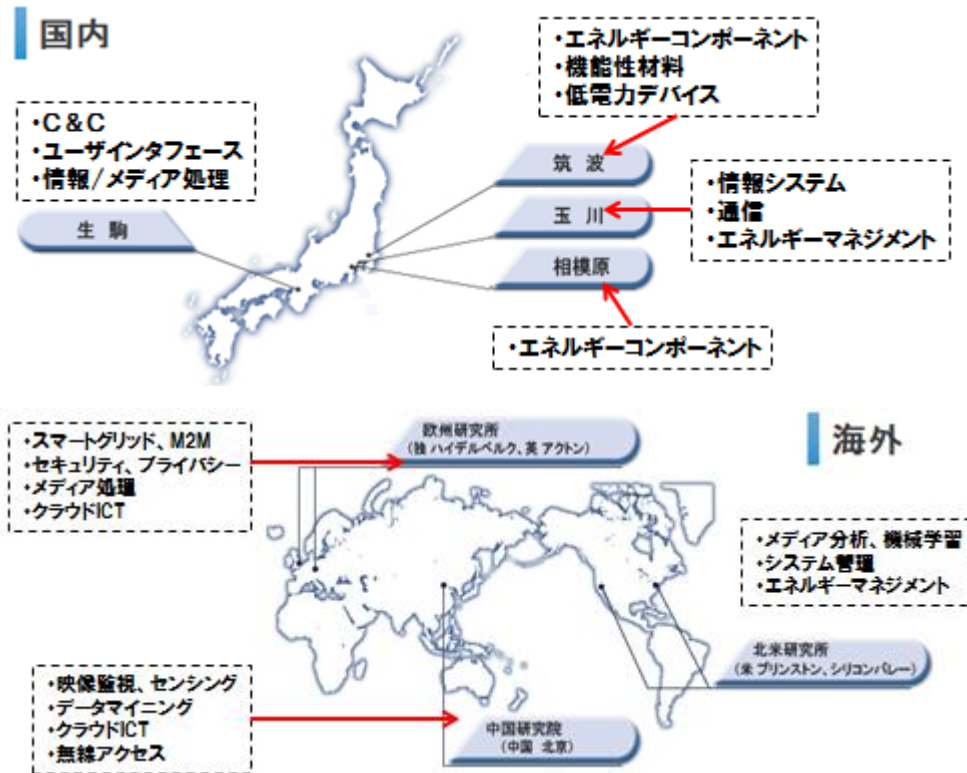 国内
・エネルギーコンポーネント
・機能性材料
・低電力デバイス
・C&C
・ユーザインタフェース
・情報/メディア処理
筑 波
・情報システム
・通信
・エネルギーマネジメント
玉 川
生 駒
相模原
・エネルギーコンポーネント
海外
欧州研究所
(独 ハイデルベルク、英 アクトン)
・スマートグリッド、M2M
・セキュリティ、プライバシー
・メディア処理
・クラウドICT
・メディア分析、機械学習
・システム管理
・エネルギーマネジメント
北米研究所
(米 プリンストン、シリコンバレー)
・映像監視、センシング
・データマイニング
・クラウドICT
・無線アクセス
中国研究院
(中国 北京)